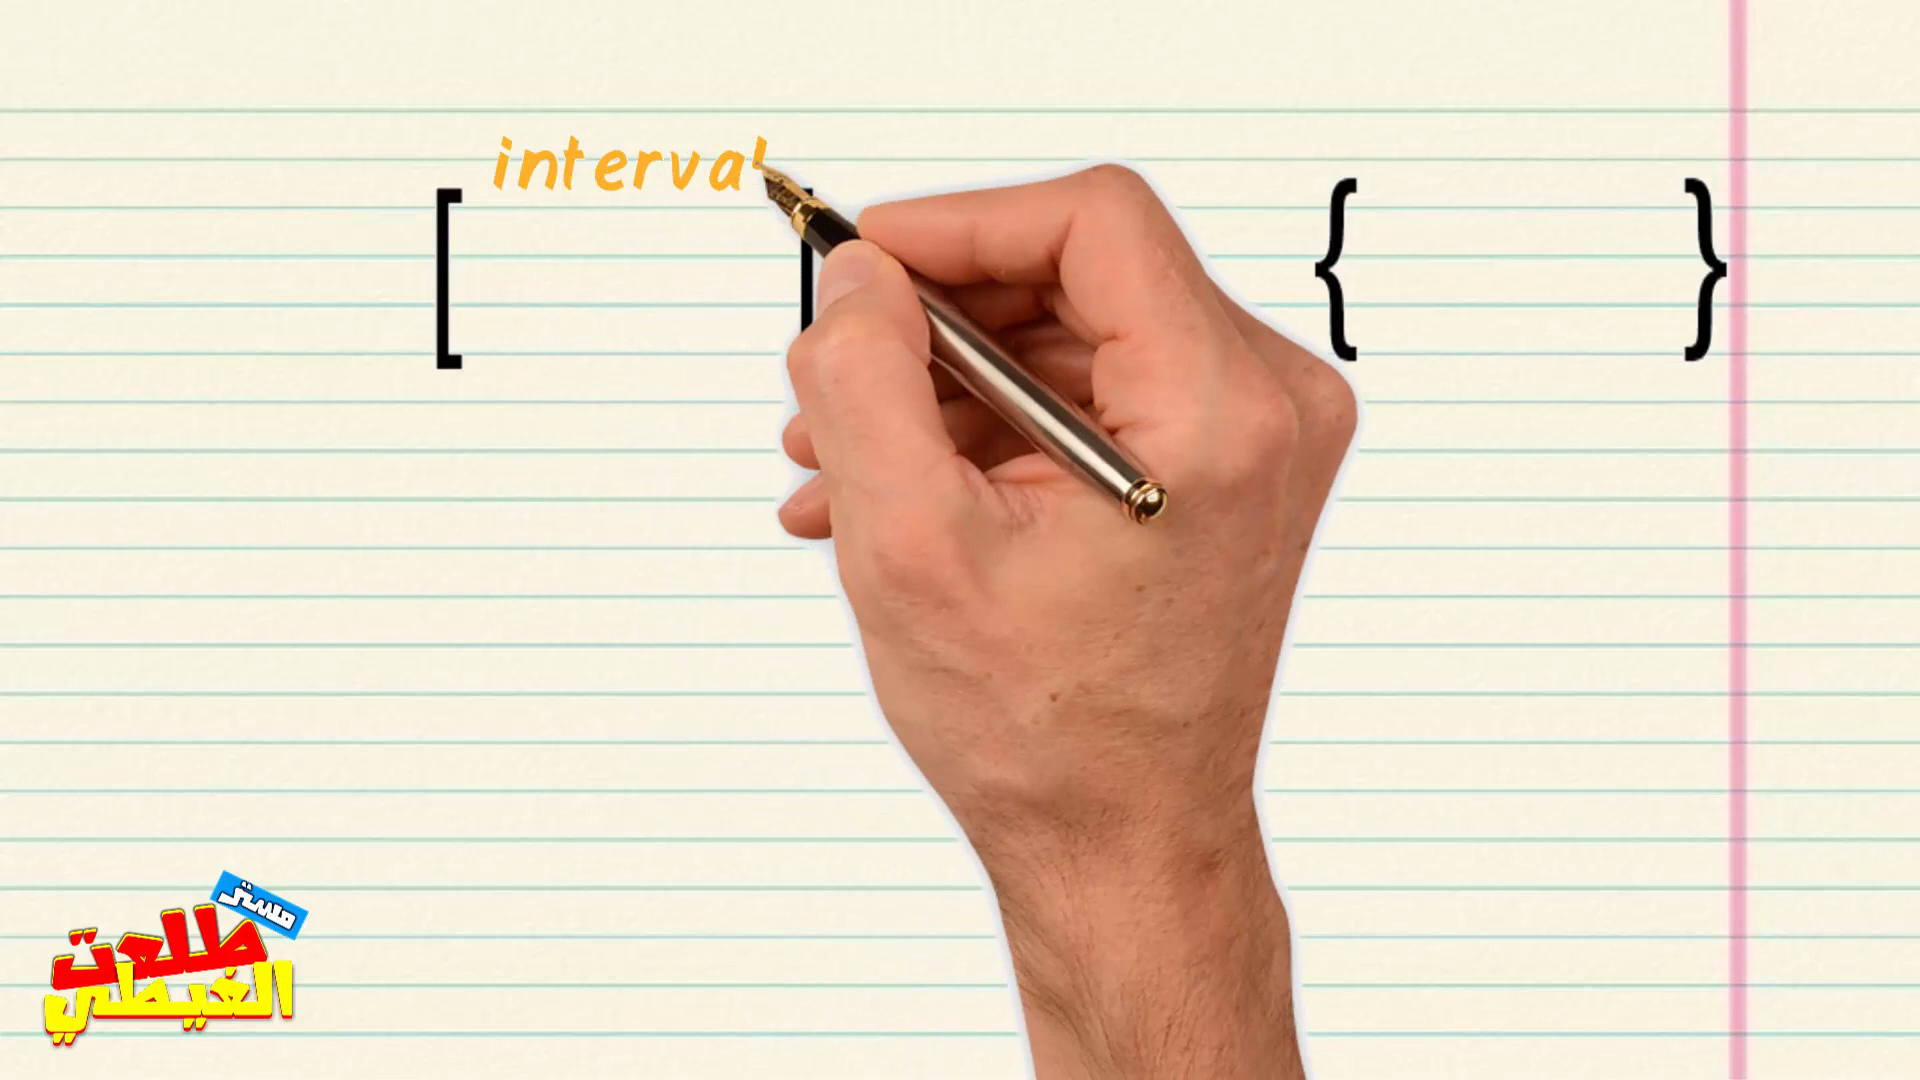 interval
[ ] { }
مستر
طلعت
الغيطي